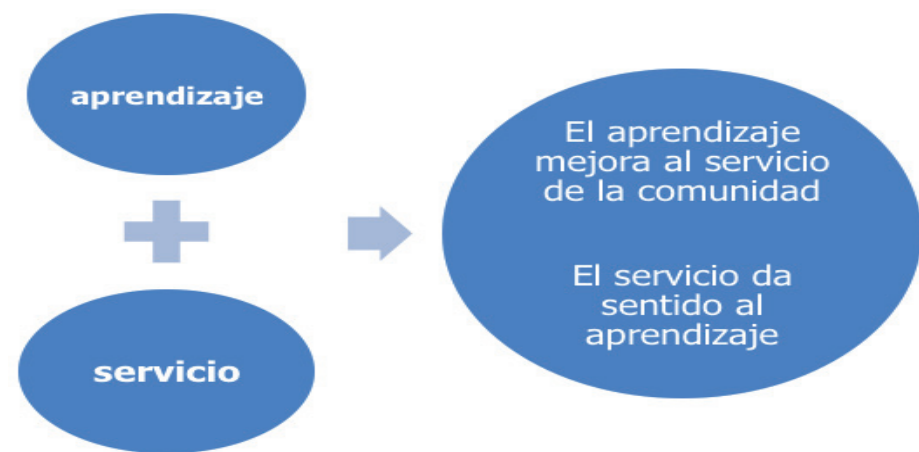 aprendizaje
servicio
El aprendizaje
mejora al servicio
de la comunidad
El servicio da
sentido al
aprendizaje